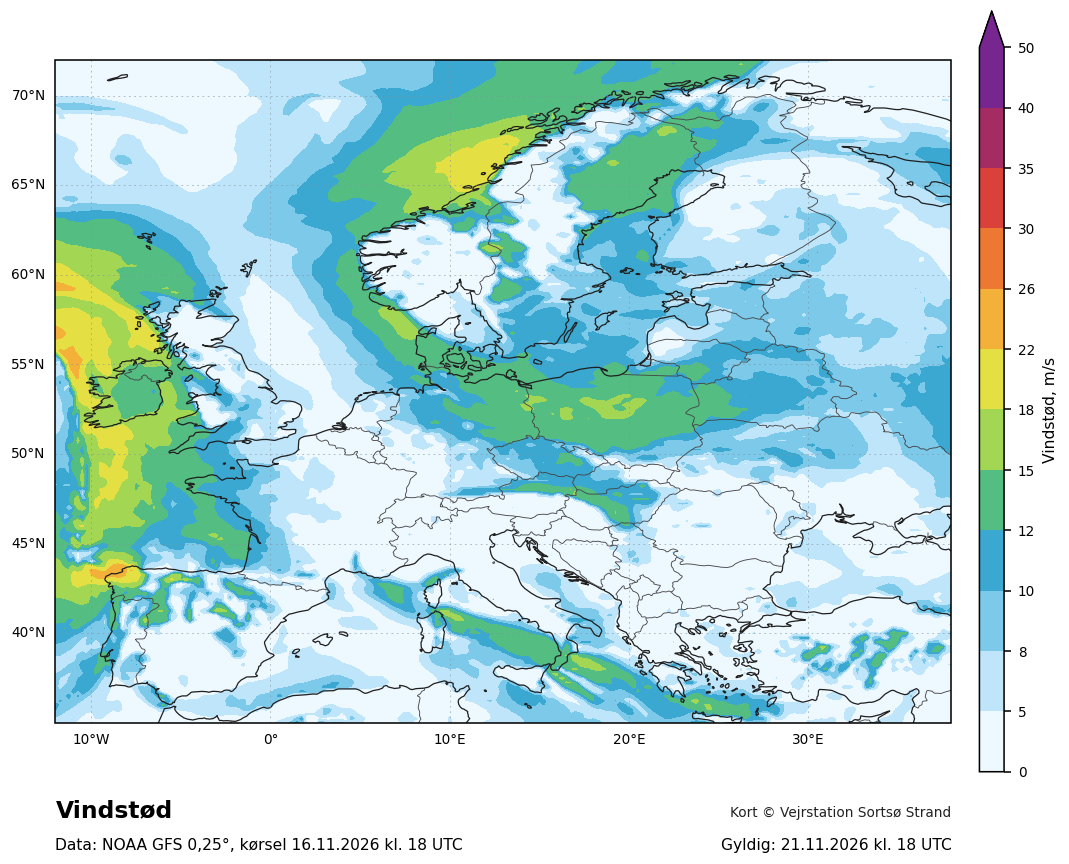 50
40
35
30
26
22
18
15
12
10
8
5
0
Vindstød, m/s
70°N
65°N
60°N
55°N
50°N
45°N
40°N
10°W
0°
10°E
20°E
30°E
Vindstød
Kort © Vejrstation Sortsø Strand
Data: NOAA GFS 0,25°, kørsel 16.11.2026 kl. 18 UTC
Gyldig: 21.11.2026 kl. 18 UTC